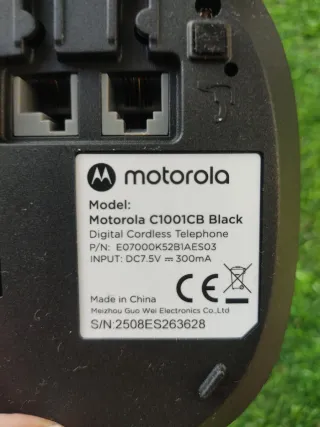 motorola
Model:
Motorola C1001CB Black
Digital Cordless Telephone
P/N: E07000K52B1AES03
INPUT: DC7.5V ⎓ 300mA
CE
Made in China
Meizhou Guo Wei Electronics Co.,Ltd
S/N:2508ES263628